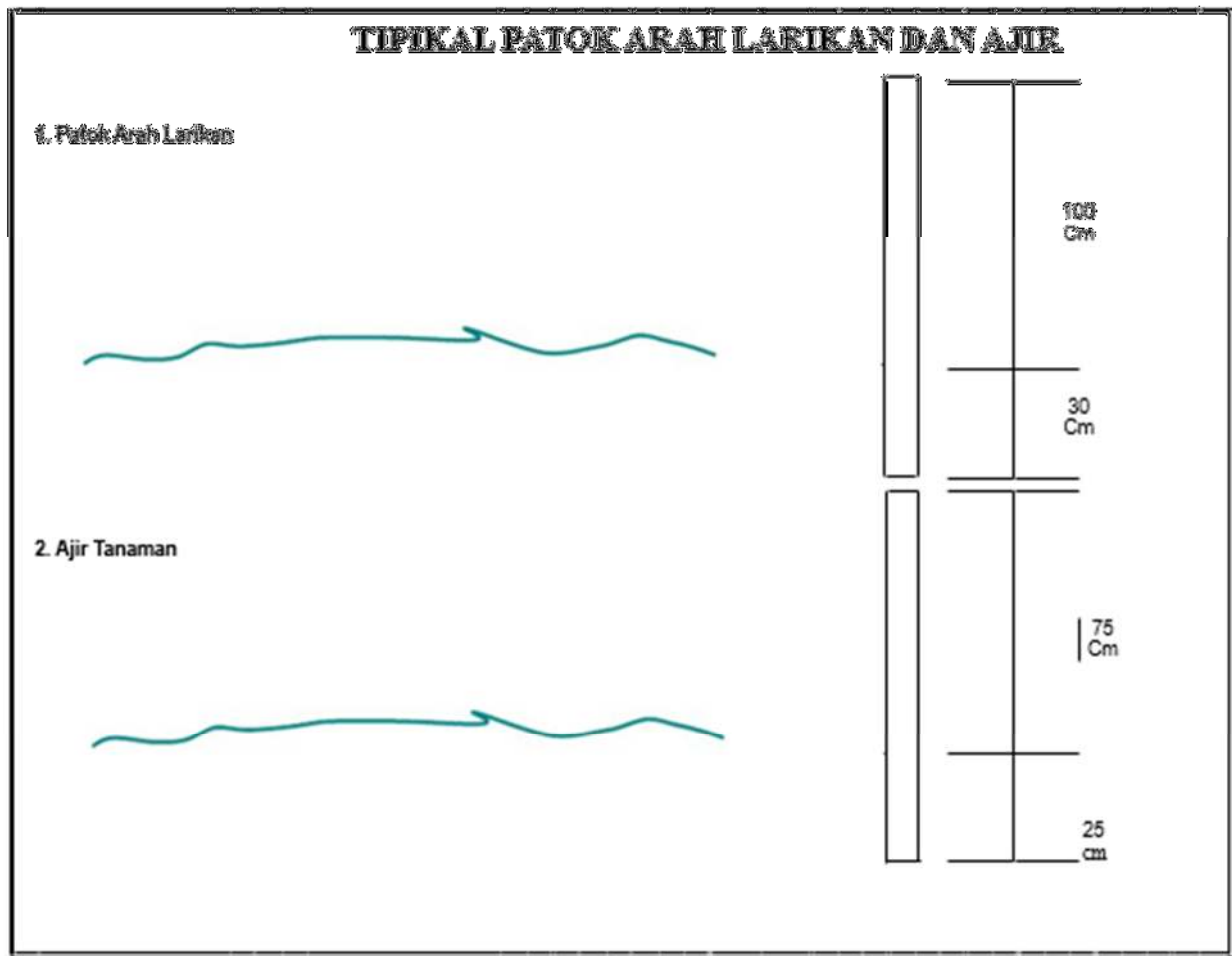 TIPIKAL PATOK ARAH LARIKAN DAN AJIR
1. Patok Arah Larikan
100
Cm
30
Cm
2. Ajir Tanaman
75
Cm
25
cm